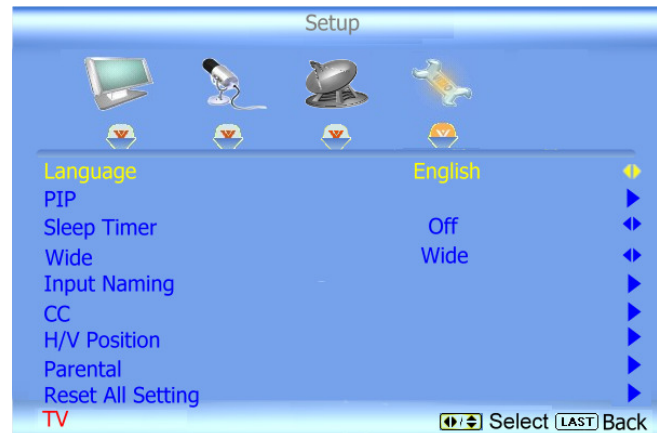 Setup
Language English
PIP
Sleep Timer Off
Wide Wide
Input Naming
CC
H/V Position
Parental
Reset All Setting
TV / Select LAST Back